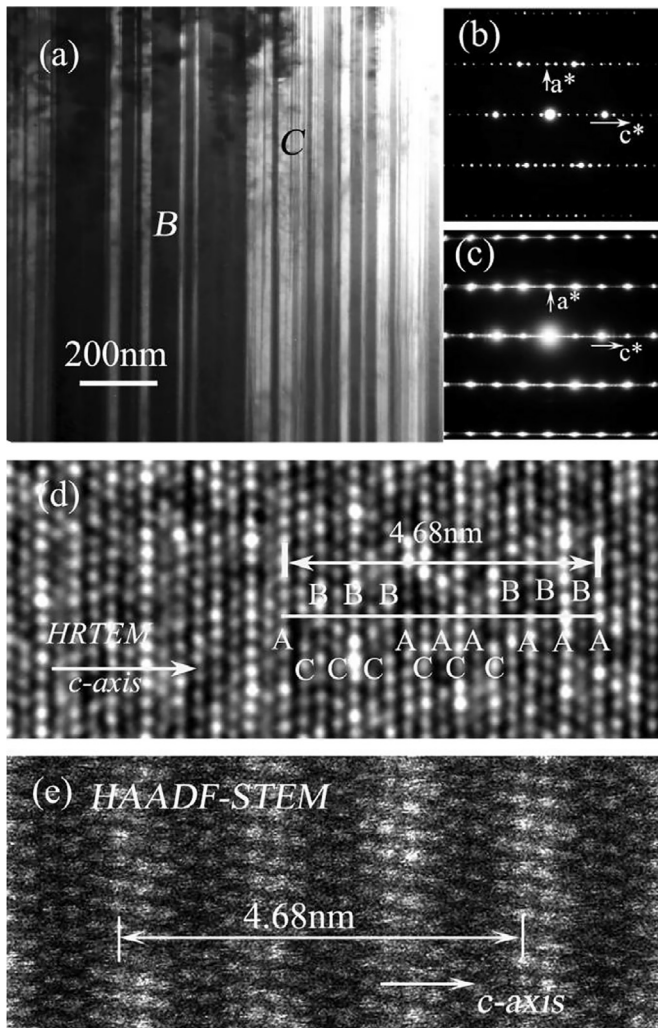 (a)
B
C
200nm
(b)
a*
c*
(c)
a*
c*
(d)
4.68nm
B B B B B B
HRTEM
A A A A A A A
c-axis
C C C C C C
(e) HAADF-STEM
4.68nm
c-axis